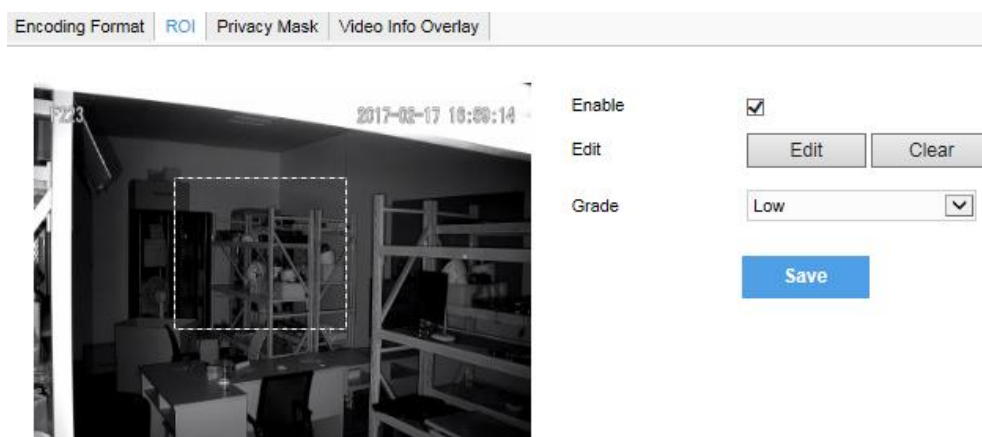 Encoding Format ROI Privacy Mask Video Info Overlay
F223
2017-02-17 16:59:14
Enable
Edit Edit Clear
Grade Low
Save